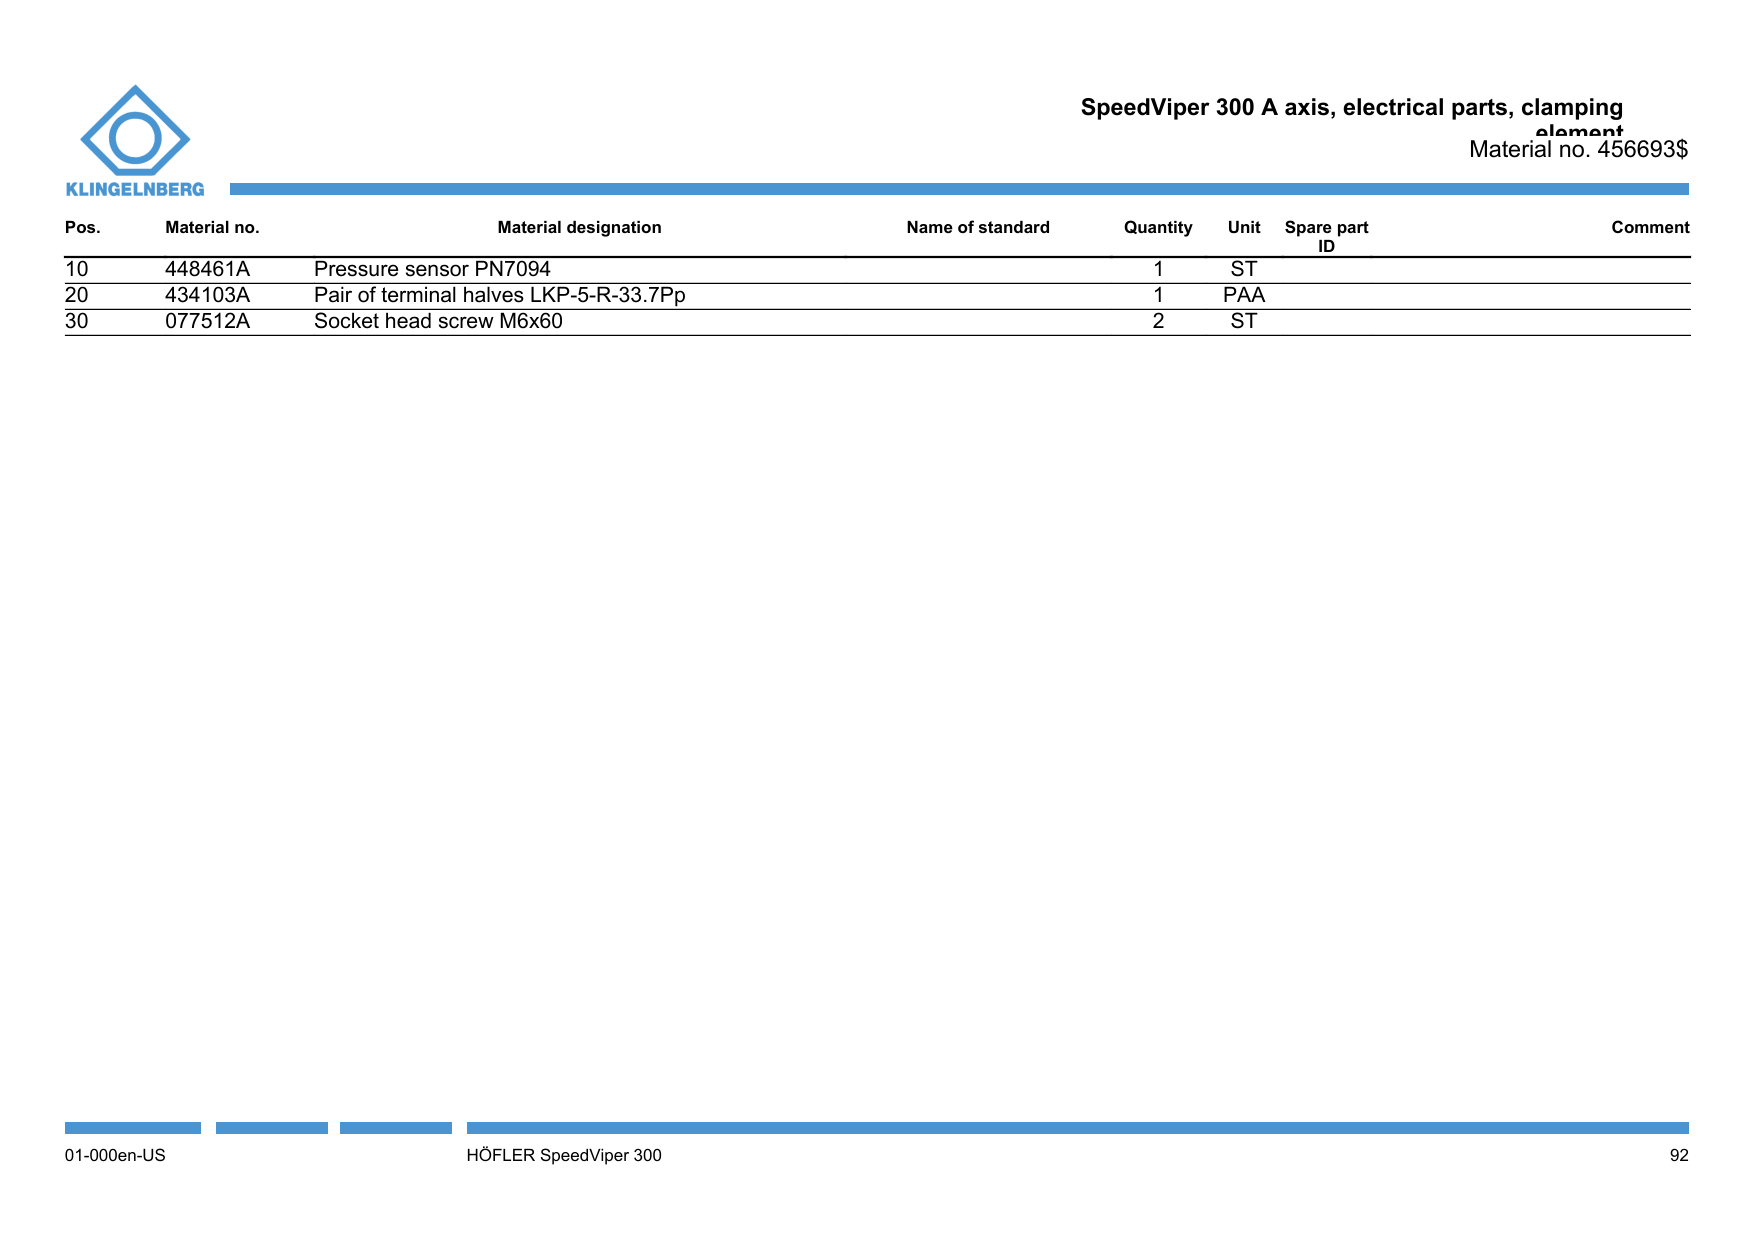 SpeedViper 300 A axis, electrical parts, clamping
element
Material no. 456693$
KLINGELNBERG
Pos. Material no. Material designation Name of standard Quantity Unit Spare part ID Comment
10 448461A Pressure sensor PN7094 1 ST
20 434103A Pair of terminal halves LKP-5-R-33.7Pp 1 PAA
30 077512A Socket head screw M6x60 2 ST
01-000en-US HÖFLER SpeedViper 300 92